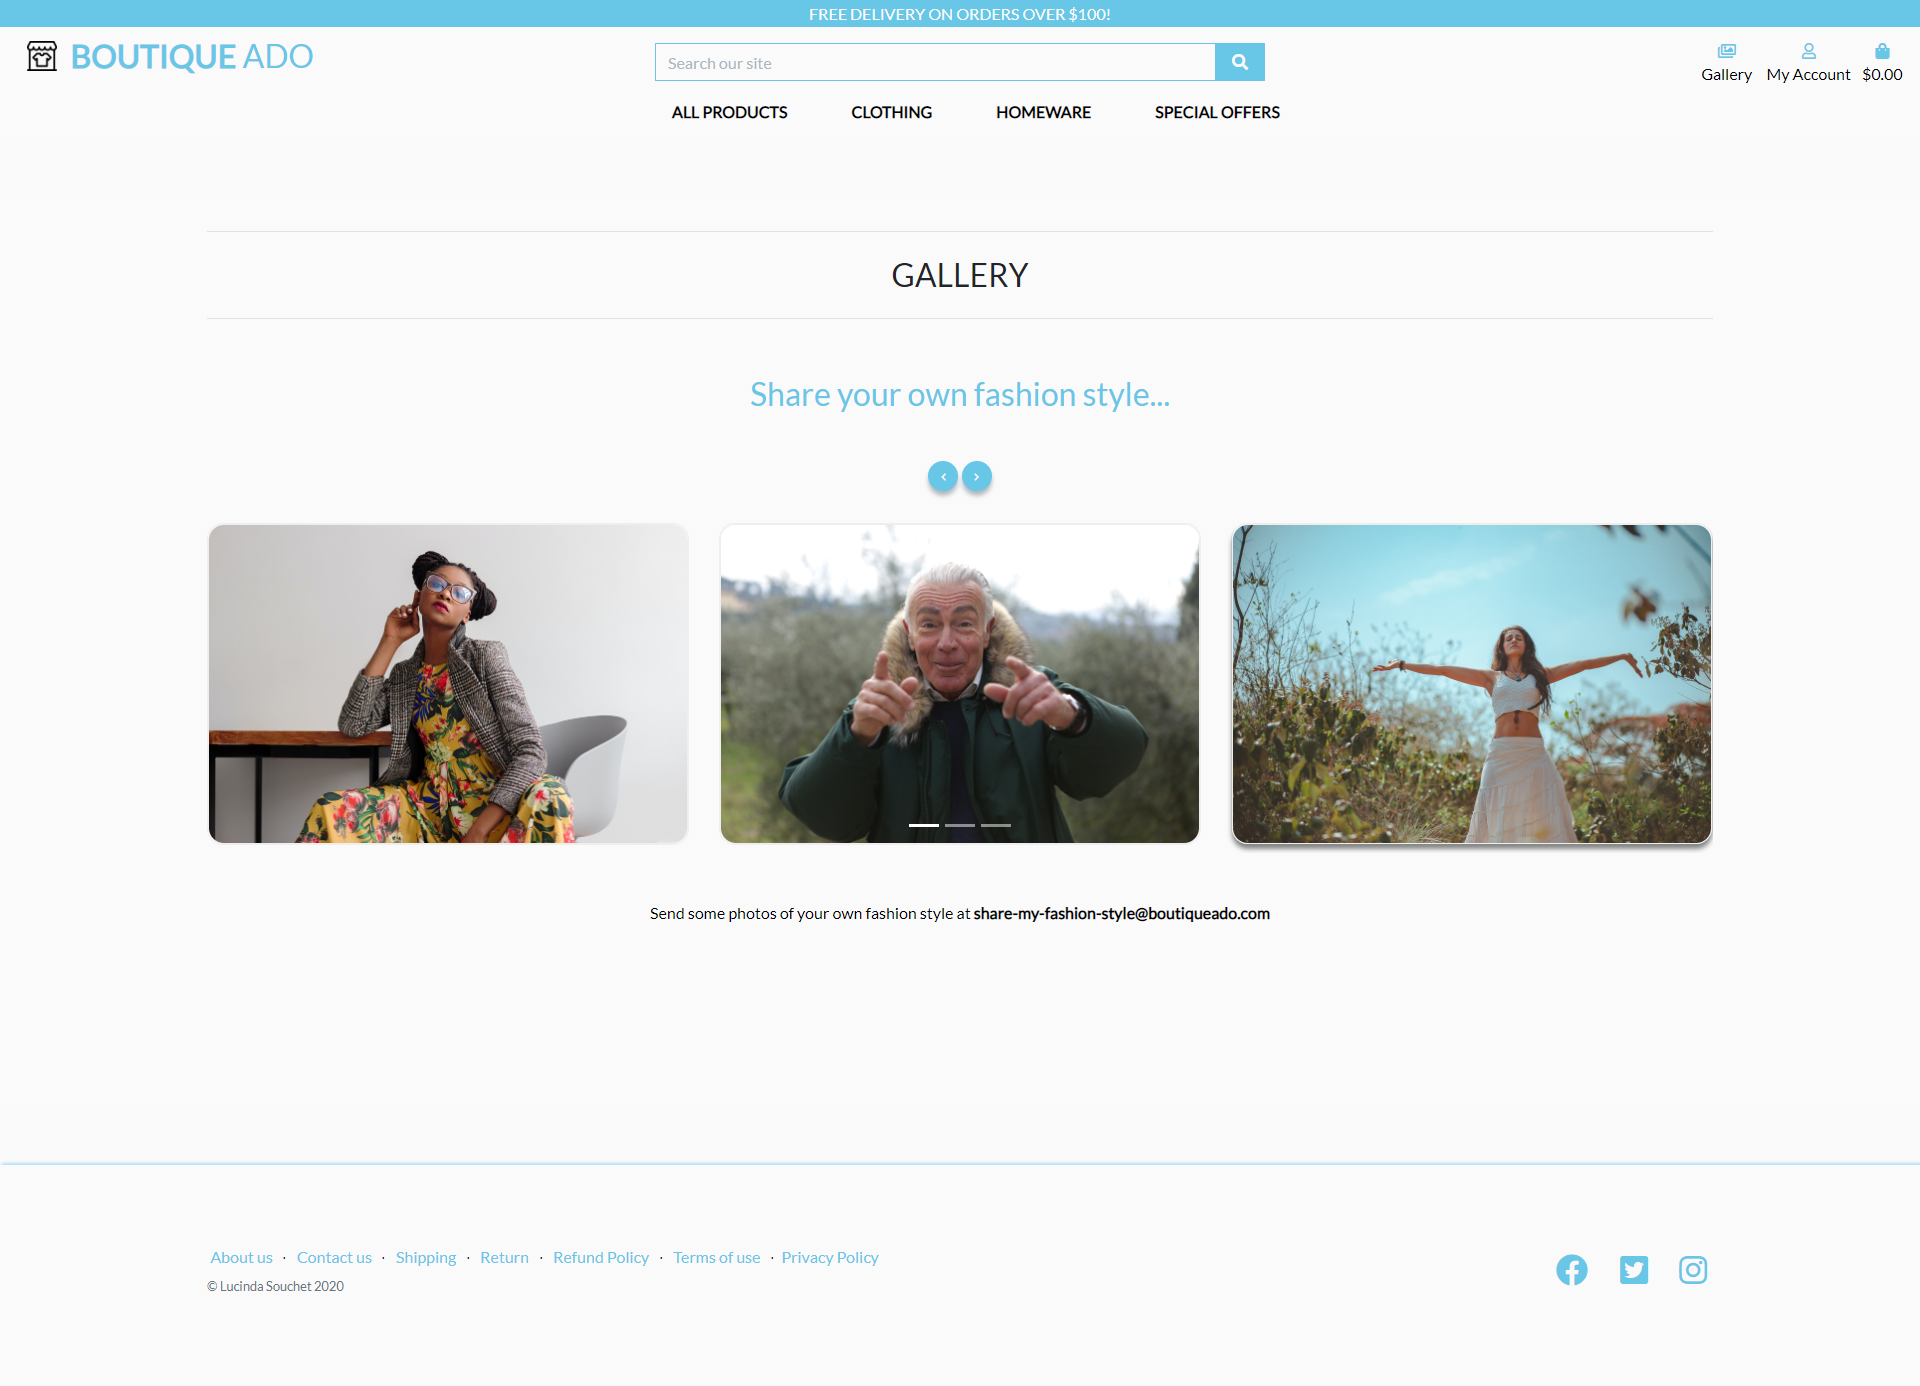 FREE DELIVERY ON ORDERS OVER $100!
BOUTIQUE ADO
Search our site
Gallery
My Account
$0.00
ALL PRODUCTS
CLOTHING
HOMEWARE
SPECIAL OFFERS
GALLERY
Share your own fashion style...
Send some photos of your own fashion style at share-my-fashion-style@boutiqueado.com
About us · Contact us · Shipping · Return · Refund Policy · Terms of use · Privacy Policy
© Lucinda Souchet 2020